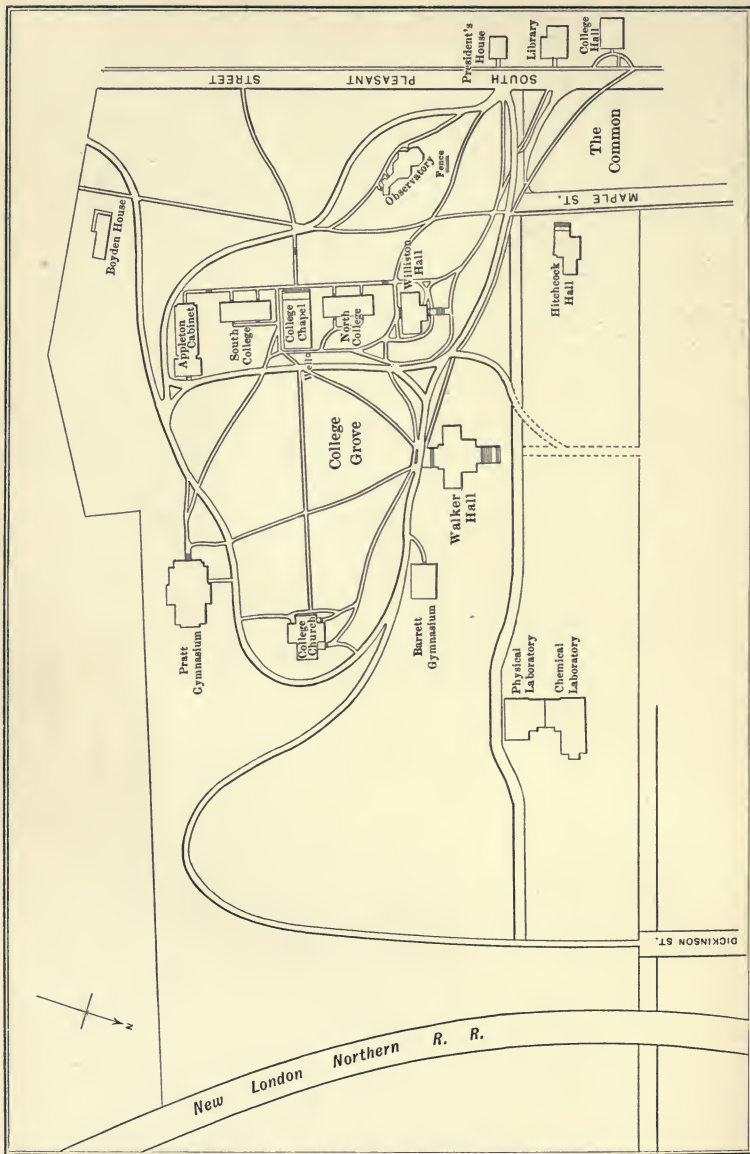 President's
House
Library
College
Hall
SOUTH PLEASANT STREET
The
Common
Boyden House
Observatory
Fence
MAPLE ST.
Appleton
Cabinet
South
College
College
Chapel
North
College
Williston
Hall
Hitchcock
Hall
Well
College
Grove
Walker
Hall
Pratt
Gymnasium
College
Church
Barrett
Gymnasium
Physical
Laboratory
Chemical
Laboratory
DICKINSON ST.
N
New London Northern R. R.